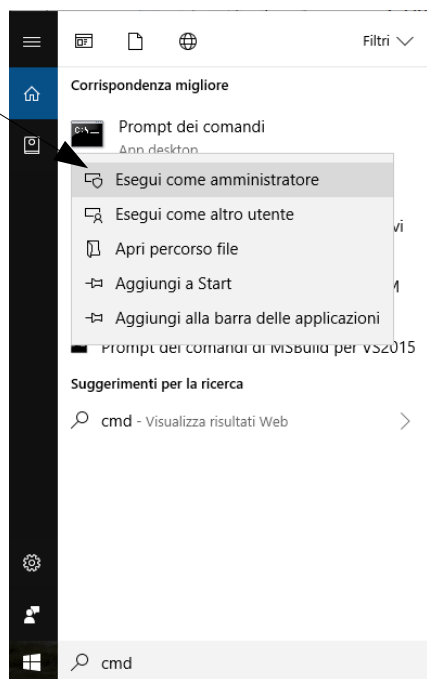 Filtri
Corrispondenza migliore
Prompt dei comandi
App desktop
Esegui come amministratore
Esegui come altro utente
vi
Apri percorso file
Aggiungi a Start
Aggiungi alla barra delle applicazioni
Prompt dei comandi di MSBuild per VS2015
Suggerimenti per la ricerca
cmd - Visualizza risultati Web
cmd